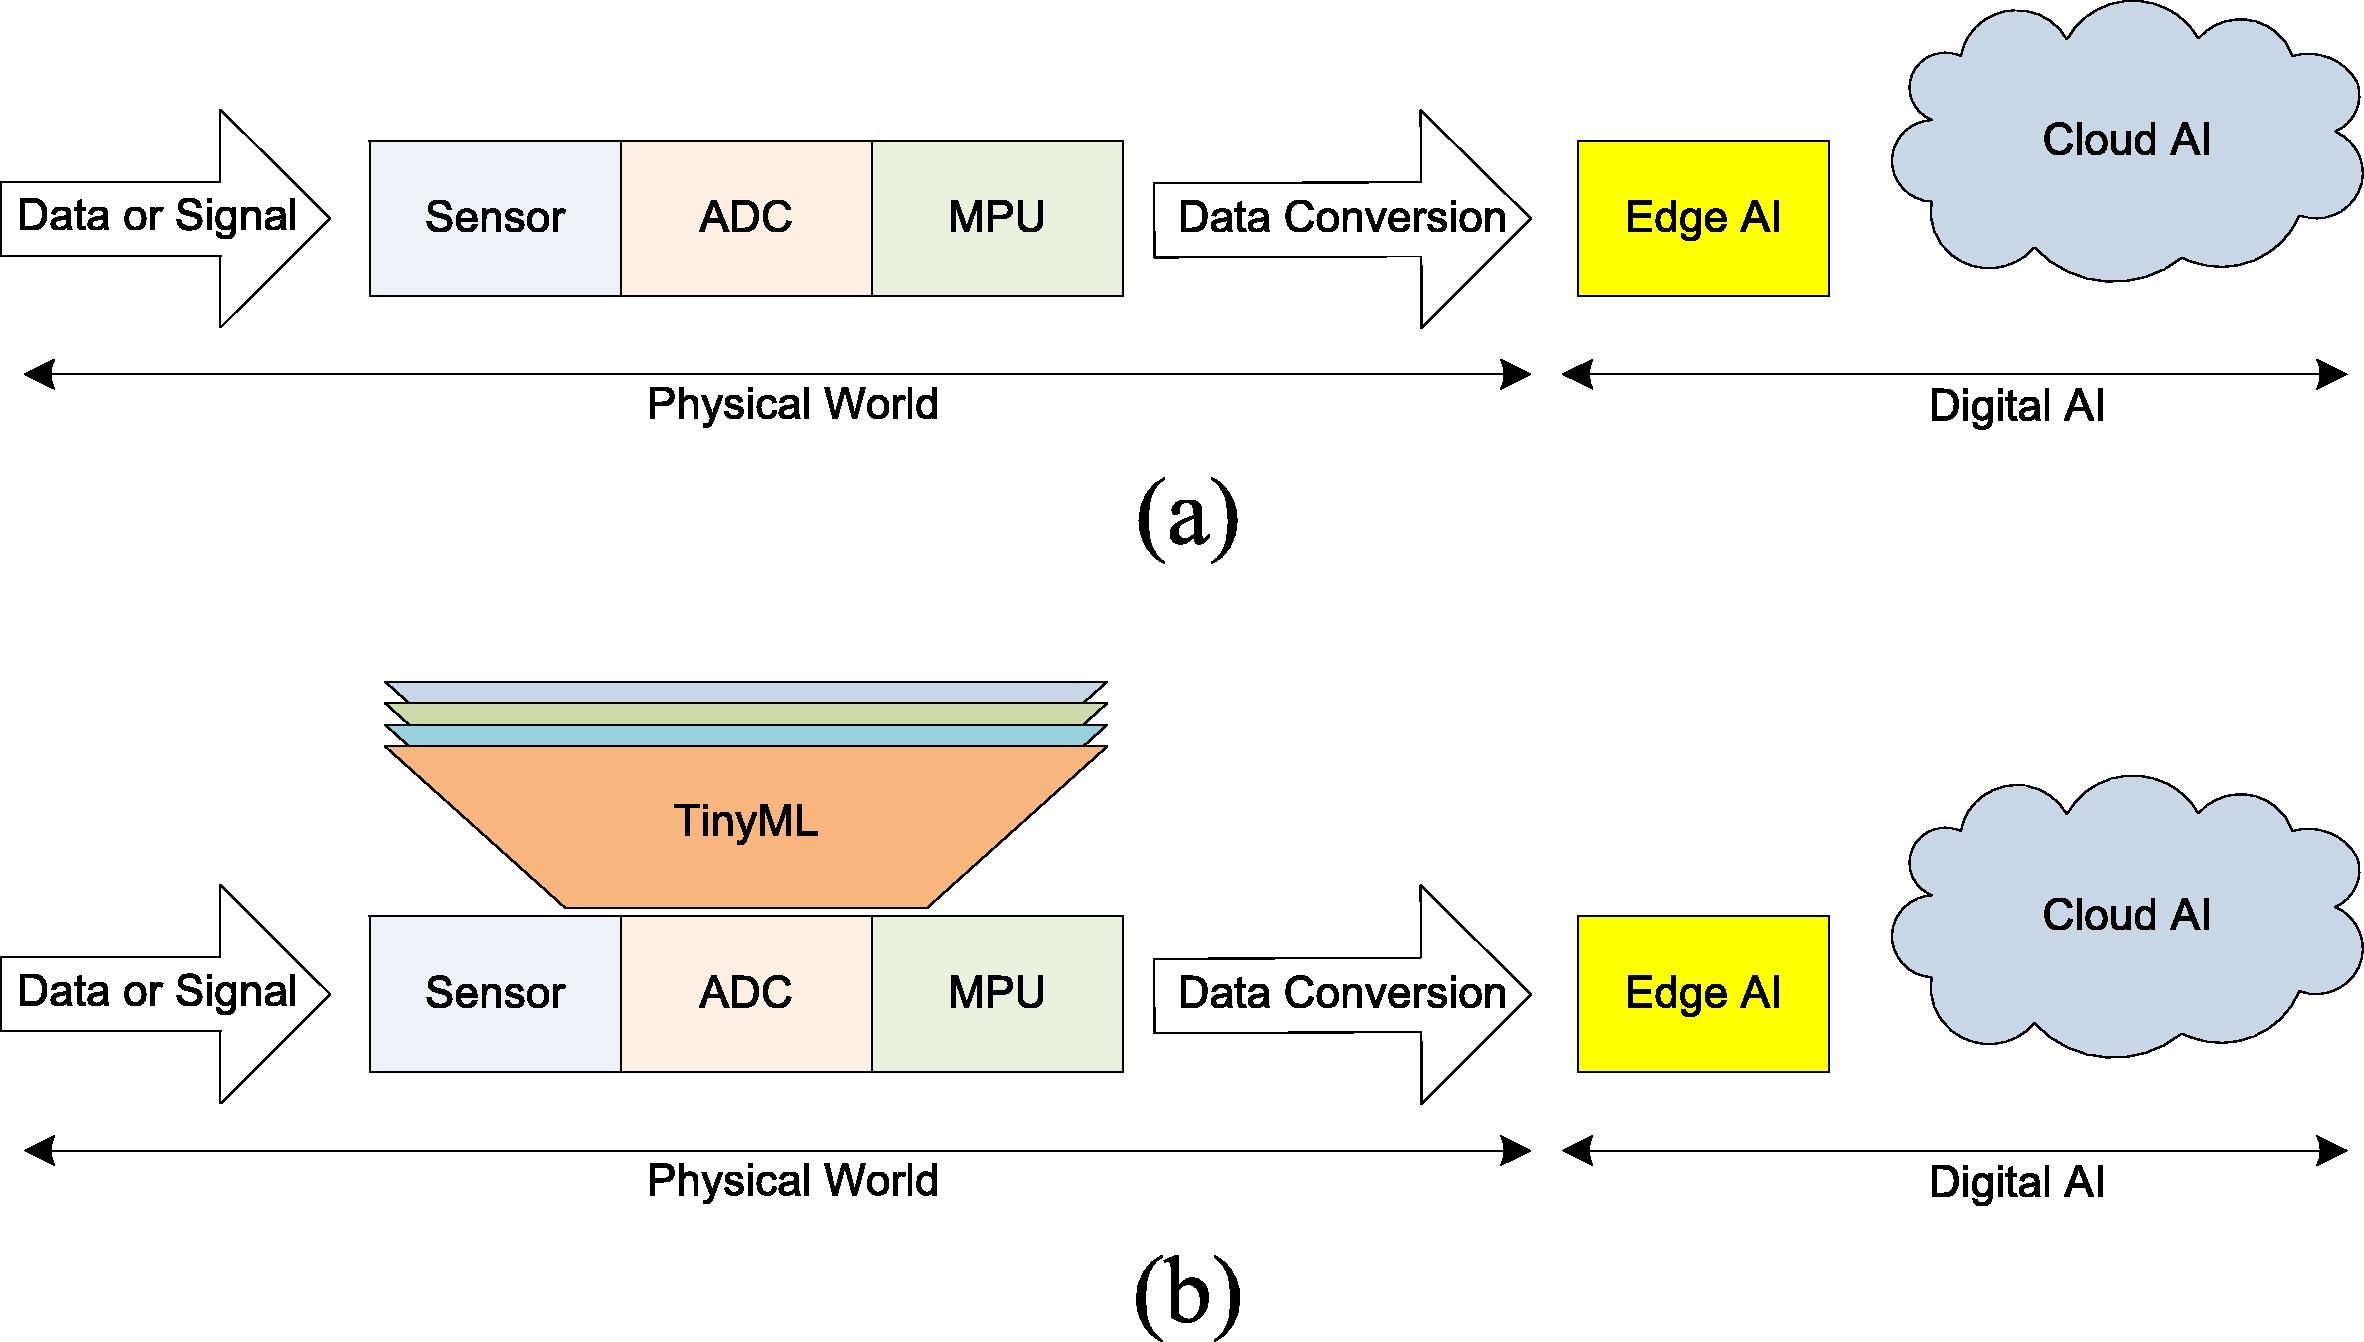 Cloud AI
Data or Signal
Sensor
ADC
MPU
Data Conversion
Edge AI
Physical World
Digital AI
(a)
TinyML
Cloud AI
Data or Signal
Sensor
ADC
MPU
Data Conversion
Edge AI
Physical World
Digital AI
(b)